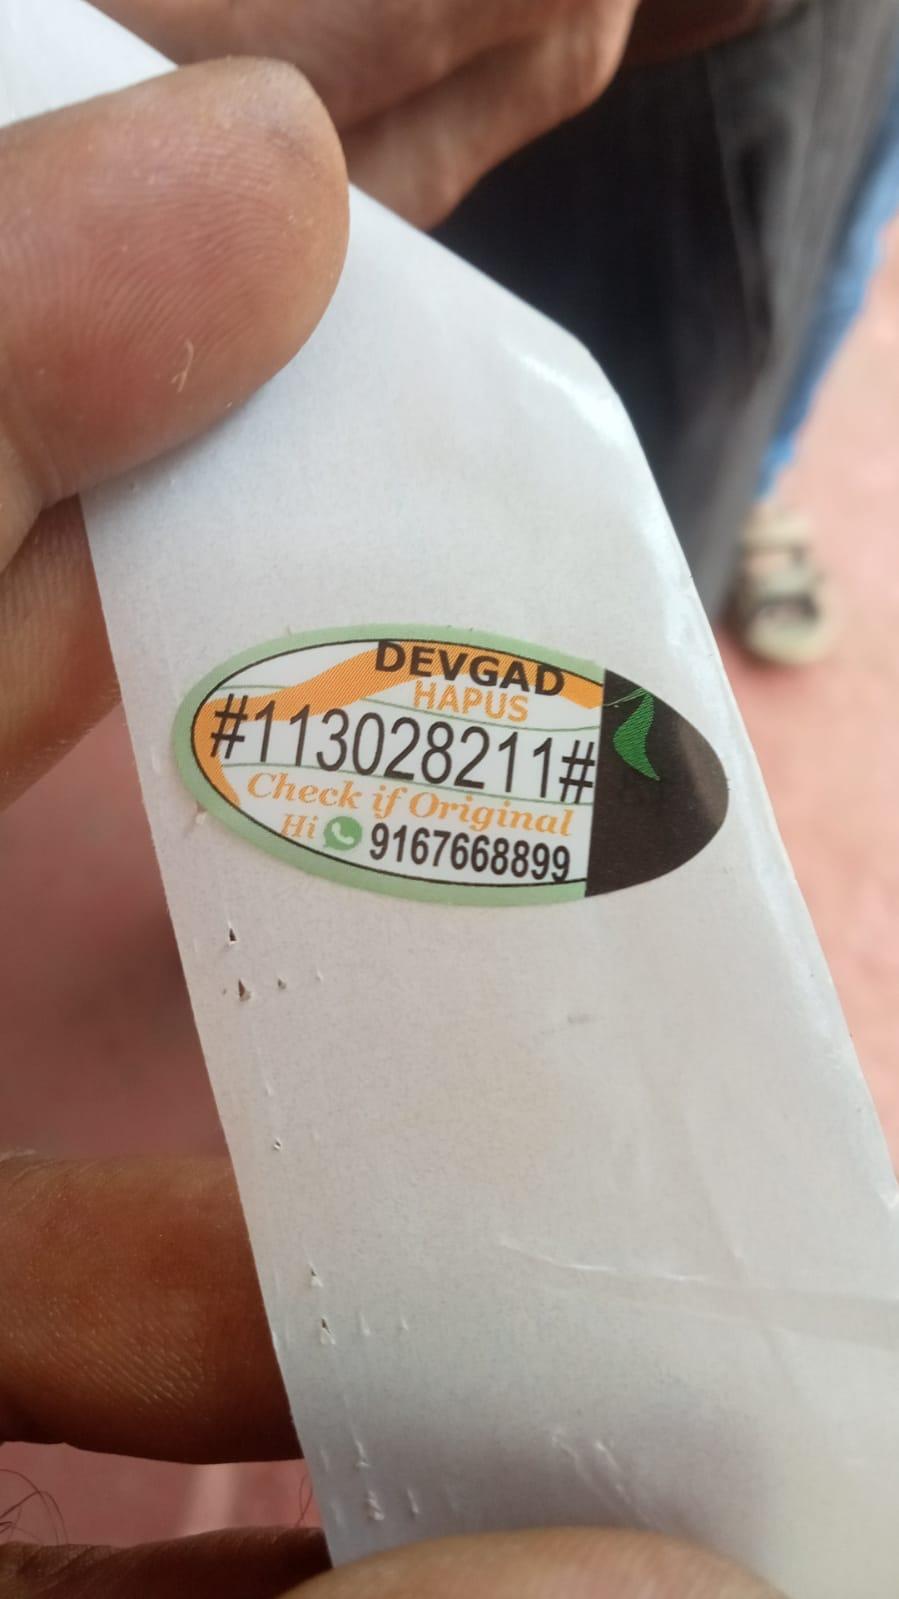 DEVGAD
HAPUS
#113028211#
Check if Original
Hi 9167668899